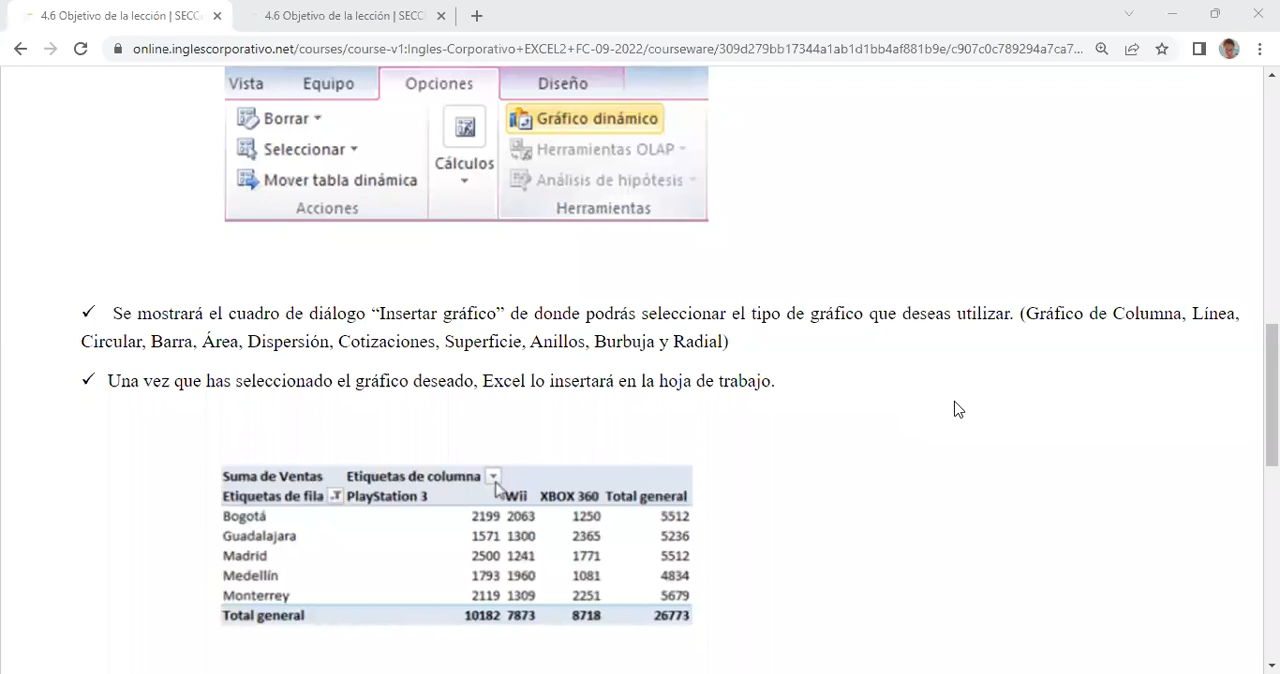 4.6 Objetivo de la lección | SECC
4.6 Objetivo de la lección | SECC
online.inglescorporativo.net/courses/course-v1:Ingles-Corporativo+EXCEL2+FC-09-2022/courseware/309d279bb17344a1ab1d1bb4af881b9e/c907c0c789294a7ca7...
Vista Equipo Opciones Diseño
Borrar
Seleccionar
Mover tabla dinámica
Acciones
Cálculos
Gráfico dinámico
Herramientas OLAP
Análisis de hipótesis
Herramientas
✓ Se mostrará el cuadro de diálogo “Insertar gráfico” de donde podrás seleccionar el tipo de gráfico que deseas utilizar. (Gráfico de Columna, Línea,
Circular, Barra, Área, Dispersión, Cotizaciones, Superficie, Anillos, Burbuja y Radial)
✓ Una vez que has seleccionado el gráfico deseado, Excel lo insertará en la hoja de trabajo.
Suma de Ventas Etiquetas de columna
Etiquetas de fila PlayStation 3 Wii XBOX 360 Total general
Bogotá 2199 2063 1250 5512
Guadalajara 1571 1300 2365 5236
Madrid 2500 1241 1771 5512
Medellín 1793 1960 1081 4834
Monterrey 2119 1309 2251 5679
Total general 10182 7873 8718 26773